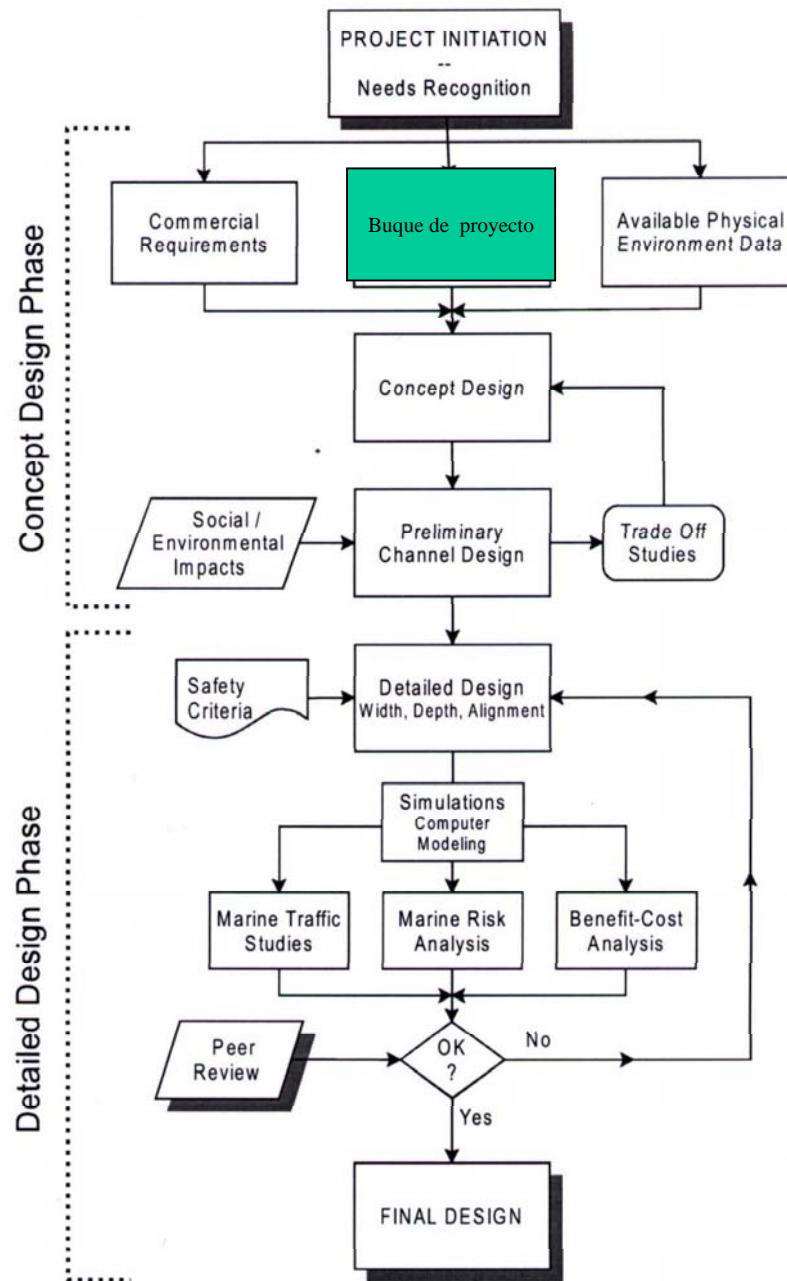 PROJECT INITIATION
--
Needs Recognition
Concept Design Phase
Commercial
Requirements
Buque de proyecto
Available Physical
Environment Data
Concept Design
Social /
Environmental
Impacts
Preliminary
Channel Design
Trade Off
Studies
Detailed Design Phase
Safety
Criteria
Detailed Design
Width, Depth, Alignment
Simulations
Computer
Modeling
Marine Traffic
Studies
Marine Risk
Analysis
Benefit-Cost
Analysis
Peer
Review
OK
?
No
Yes
FINAL DESIGN